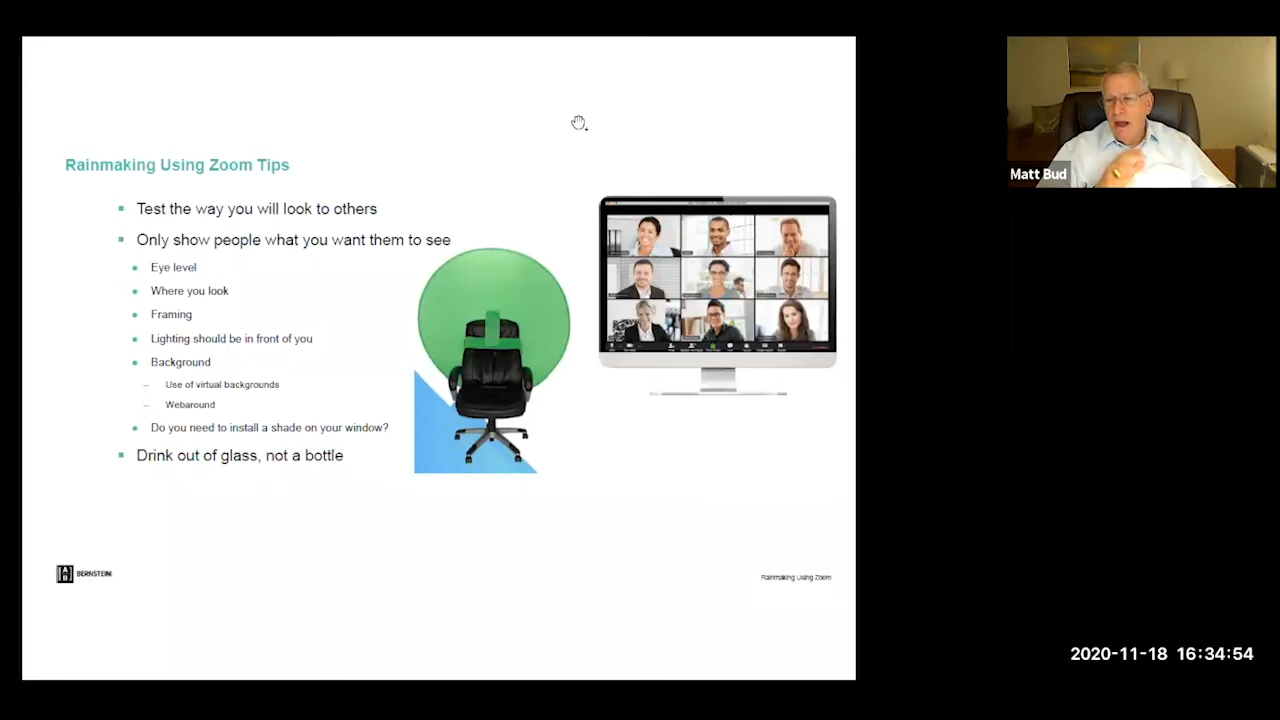 Rainmaking Using Zoom Tips
Test the way you will look to others
Only show people what you want them to see
Eye level
Where you look
Framing
Lighting should be in front of you
Background
Use of virtual backgrounds
Webaround
Do you need to install a shade on your window?
Drink out of glass, not a bottle
BERNSTEIN
Rainmaking Using Zoom
Matt Bud
2020-11-18 16:34:54